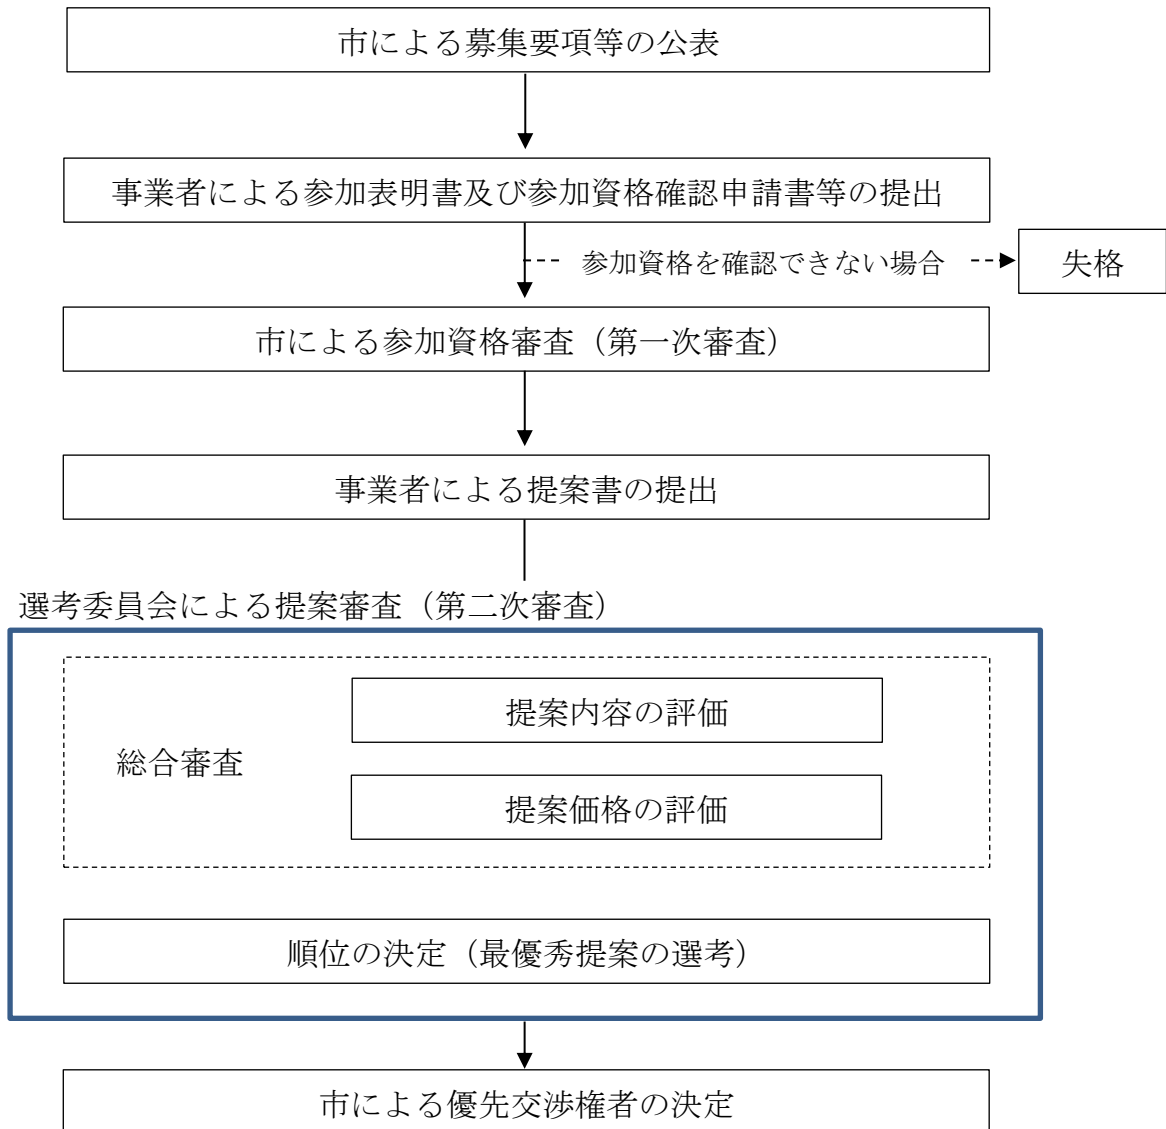 市による募集要項等の公表
事業者による参加表明書及び参加資格確認申請書等の提出
参加資格を確認できない場合
失格
市による参加資格審査（第一次審査）
事業者による提案書の提出
選考委員会による提案審査（第二次審査）
提案内容の評価
総合審査
提案価格の評価
順位の決定（最優秀提案の選考）
市による優先交渉権者の決定